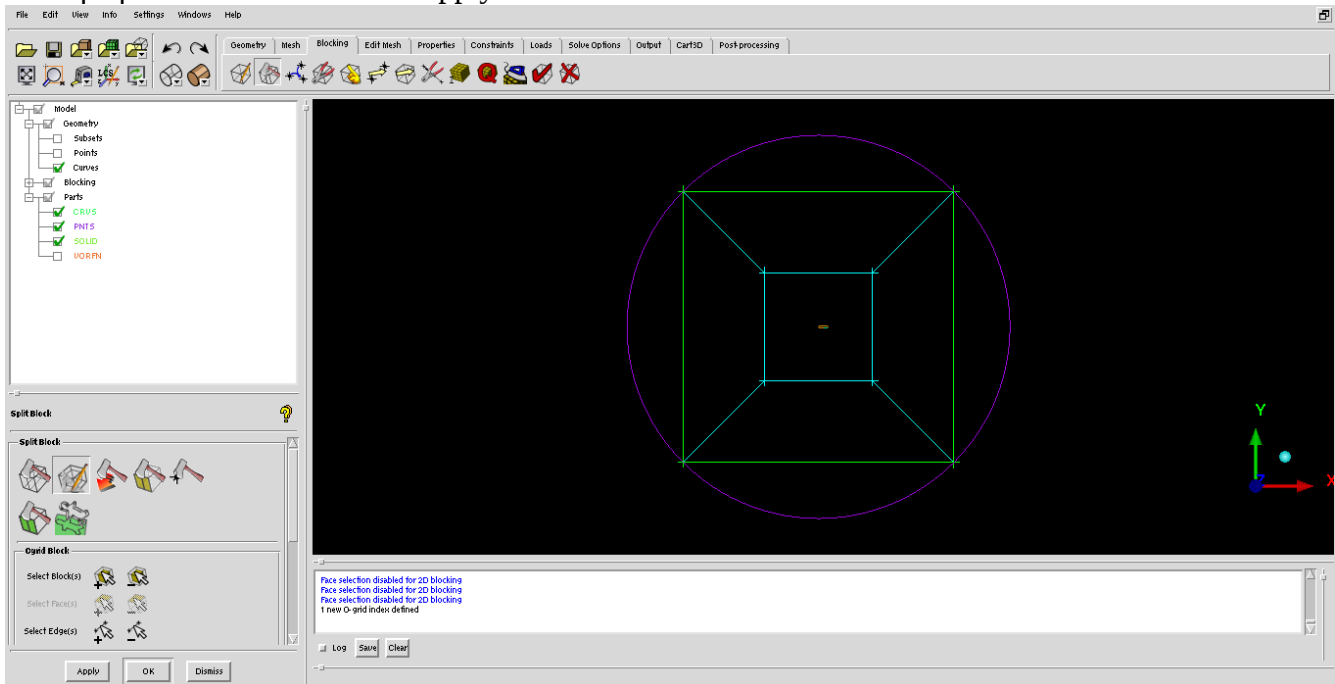 File Edit View Info Settings Windows Help
Geometry Mesh Blocking Edit Mesh Properties Constraints Loads Solve Options Output Cart3D Post-processing
LCS
Model
Geometry
Subsets
Points
Curves
Blocking
Parts
CRVS
PNTS
SOLID
VORFN
Split Block
Split Block
Ogrid Block
Select Block(s)
Select Face(s)
Select Edge(s)
Apply OK Dismiss
Y
X
Face selection disabled for 2D blocking
Face selection disabled for 2D blocking
Face selection disabled for 2D blocking
1 new O-grid index defined
Log Save Clear